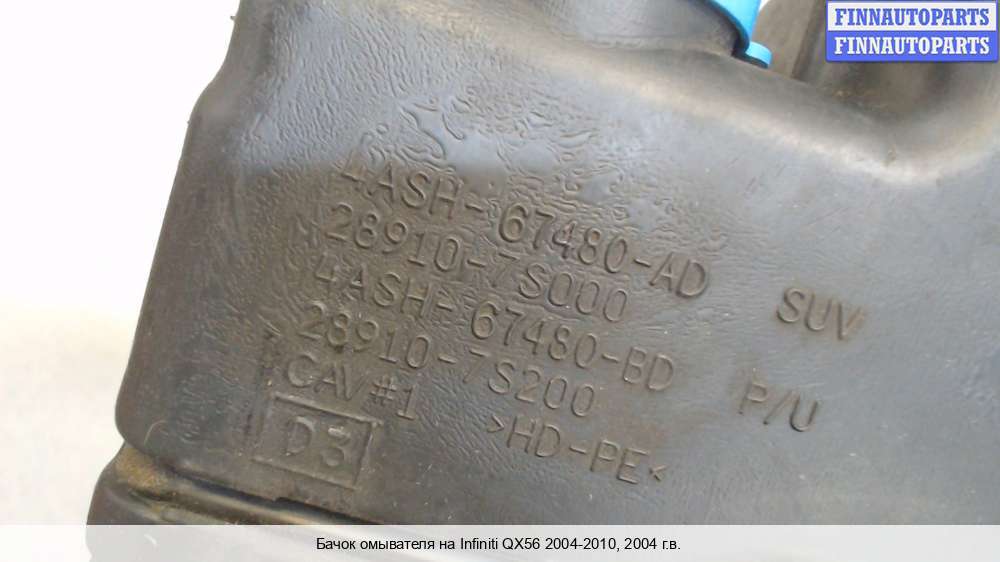 FINNAUTOPARTS
FINNAUTOPARTS
4ASH-67480-AD SUV
28910-7S000
4ASH-67480-BD P/U
28910-7S200
CAV#1 >HD-PE<
D3
Бачок омывателя на Infiniti QX56 2004-2010, 2004 г.в.